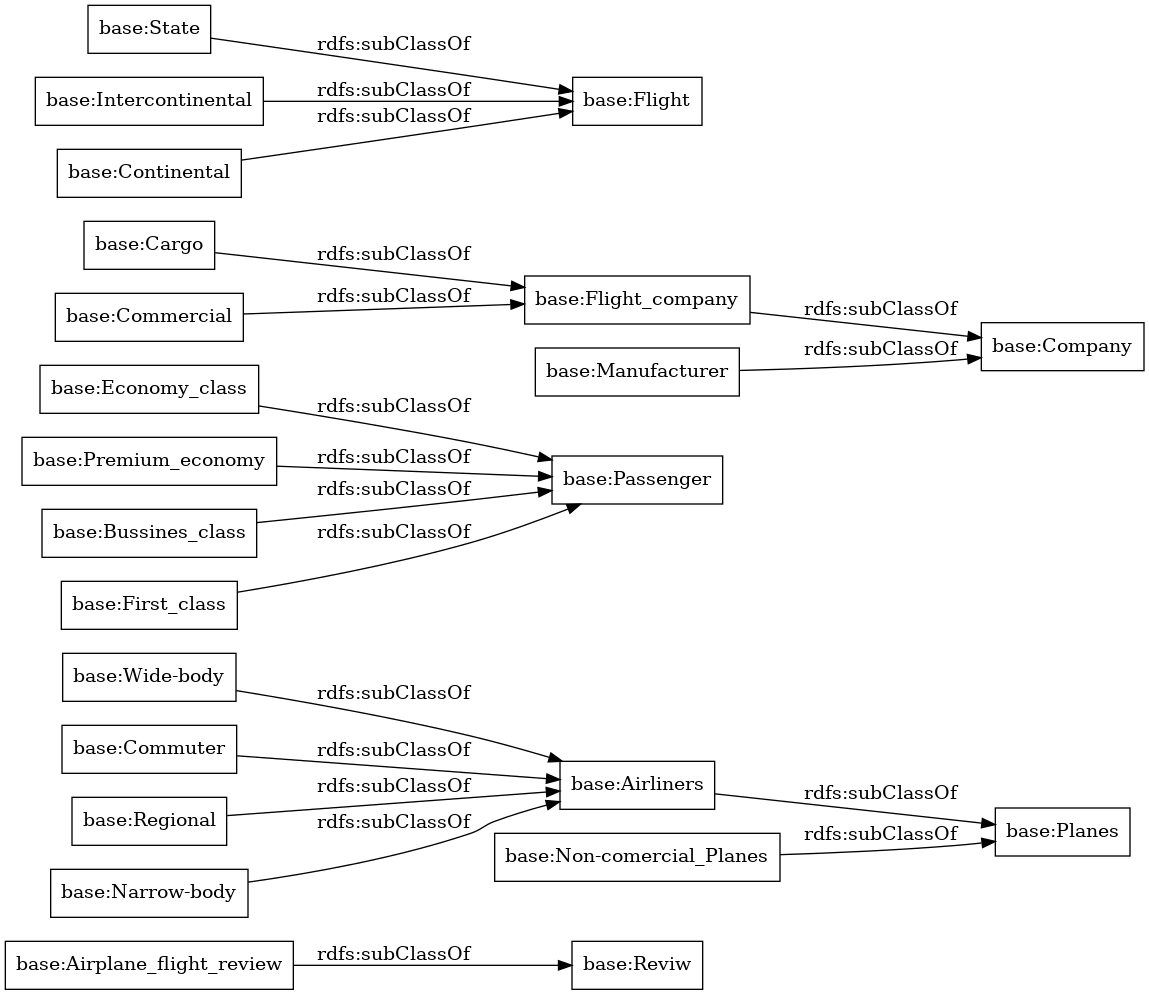 base:State
rdfs:subClassOf
base:Intercontinental
rdfs:subClassOf
base:Flight
rdfs:subClassOf
base:Continental
base:Cargo
rdfs:subClassOf
base:Commercial
rdfs:subClassOf
base:Flight_company
rdfs:subClassOf
base:Company
base:Manufacturer
rdfs:subClassOf
base:Economy_class
rdfs:subClassOf
base:Premium_economy
rdfs:subClassOf
base:Passenger
base:Bussines_class
rdfs:subClassOf
base:First_class
rdfs:subClassOf
base:Wide-body
rdfs:subClassOf
base:Commuter
rdfs:subClassOf
base:Airliners
rdfs:subClassOf
base:Planes
base:Regional
rdfs:subClassOf
base:Narrow-body
rdfs:subClassOf
base:Non-comercial_Planes
rdfs:subClassOf
base:Airplane_flight_review
rdfs:subClassOf
base:Reviw